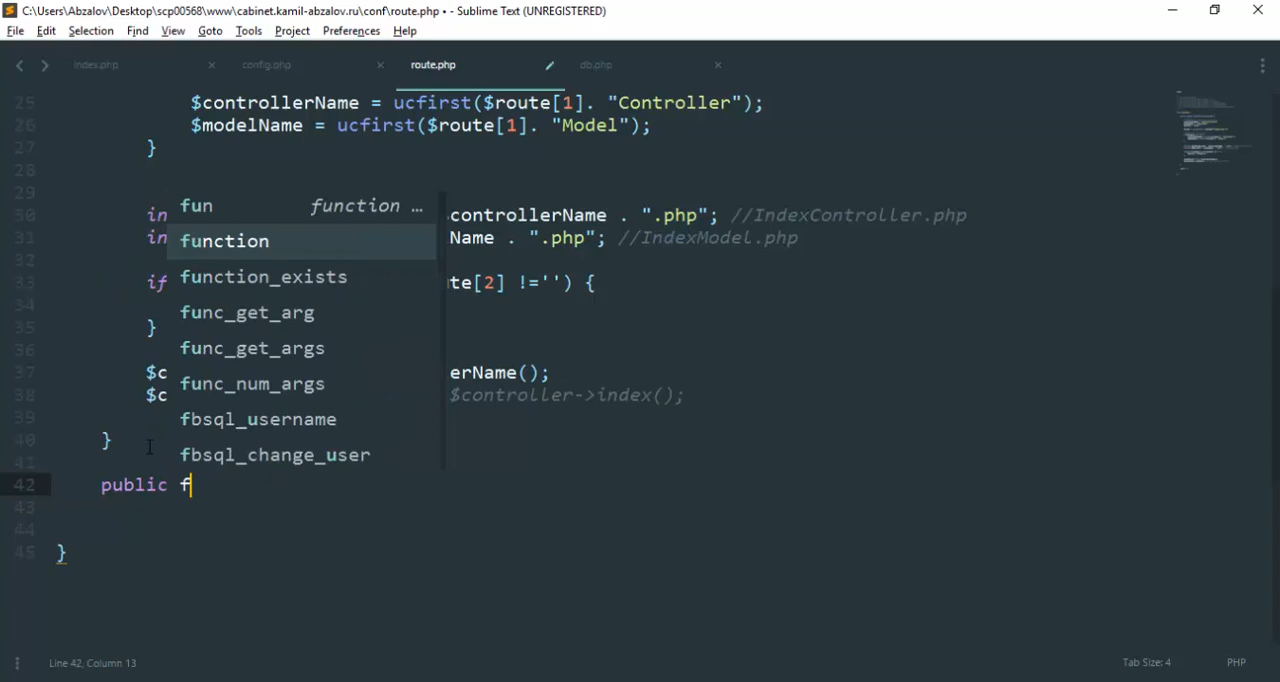 C:\Users\Abzalov\Desktop\scp00568\www\cabinet.kamil-abzalov.ru\conf\route.php • - Sublime Text (UNREGISTERED)
File Edit Selection Find View Goto Tools Project Preferences Help
index.php config.php route.php db.php
25 $controllerName = ucfirst($route[1]. "Controller");
26 $modelName = ucfirst($route[1]. "Model");
27 }
28
29
fun function …
30 in controllerName . ".php"; //IndexController.php
31 in Name . ".php"; //IndexModel.php
function
32
function_exists
33 if te[2] !='') {
34
func_get_arg
35 }
func_get_args
36
37 $c erName();
func_num_args
38 $c $controller->index();
39
fbsql_username
40 }
fbsql_change_user
41
42 public f
43
44
45 }
Line 42, Column 13 Tab Size: 4 PHP